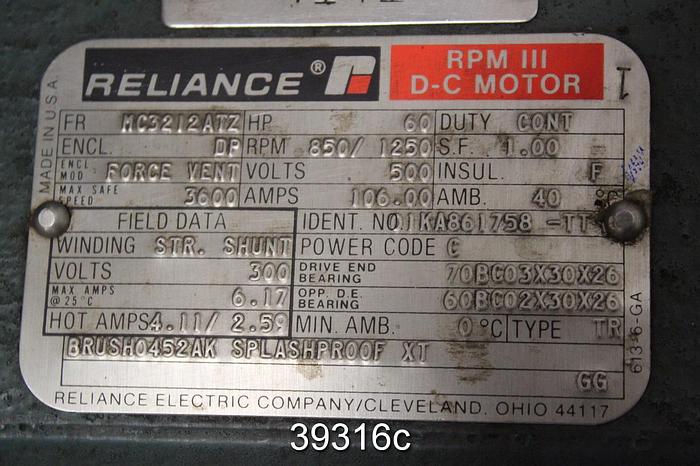 RELIANCE ® RPM III
D-C MOTOR
MADE IN U.S.A.
FR MC3212ATZ HP 60 DUTY CONT
ENCL. DP RPM 850/ 1250 S.F. 1.00
ENCL MOD FORCE VENT VOLTS 500 INSUL. F
MAX SAFE SPEED 3600 AMPS 106.00 AMB. 40 °C
FIELD DATA IDENT. NO. 1KA861758 -TT
WINDING STR. SHUNT POWER CODE C
VOLTS 300 DRIVE END BEARING 70BC03X30X26
MAX AMPS @ 25°C 6.17 OPP. D.E. BEARING 60BC02X30X26
HOT AMPS 4.11/ 2.59 MIN. AMB. 0°C TYPE TR
BRUSH0452AK SPLASHPROOF XT
GG
613-6-GA
RELIANCE ELECTRIC COMPANY/CLEVELAND, OHIO 44117
39316c